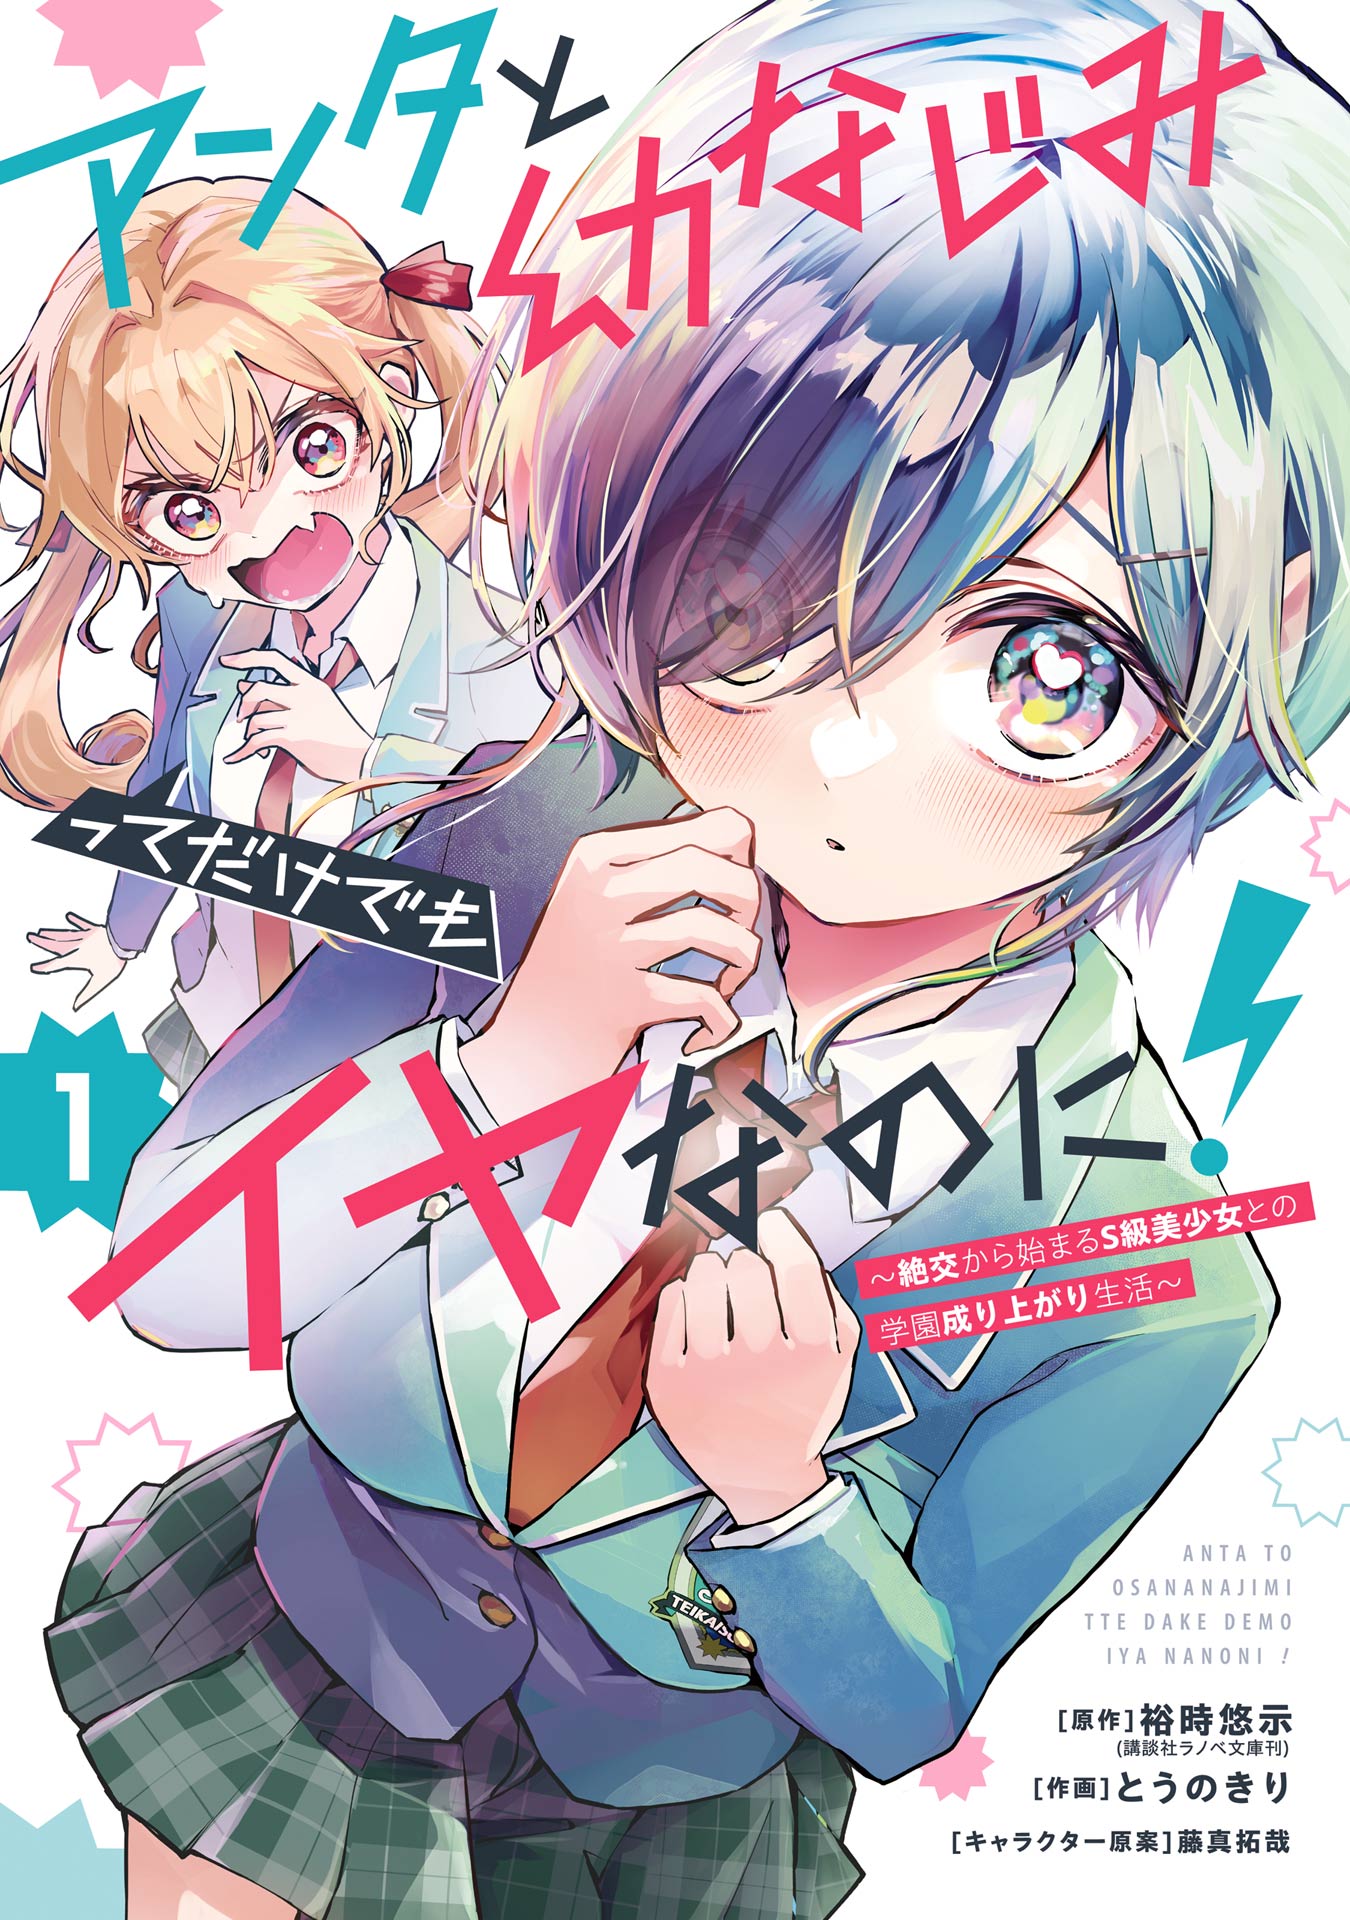 アンタと
幼なじみ
ってだけでも
イヤなのに!
～絶交から始まるS級美少女との
学園成り上がり生活～
1
TEIKAISO
ANTA TO
OSANANAJIMI
TTE DAKE DEMO
IYA NANONI !
[原作]裕時悠示
(講談社ラノベ文庫刊)
[作画]とうのきり
[キャラクター原案]藤真拓哉